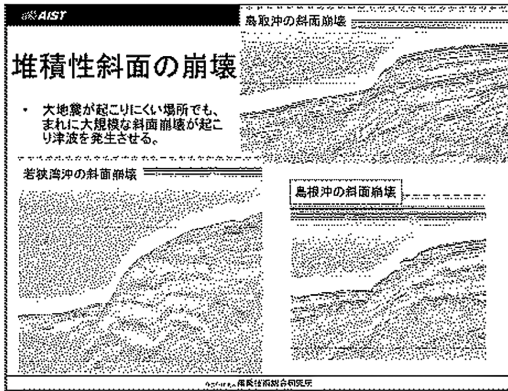 AIST
鳥取沖の斜面崩壊
堆積性斜面の崩壊
・ 大地震が起こりにくい場所でも、
まれに大規模な斜面崩壊が起こ
り津波を発生させる。
若狭湾沖の斜面崩壊
島根沖の斜面崩壊
産業技術総合研究所